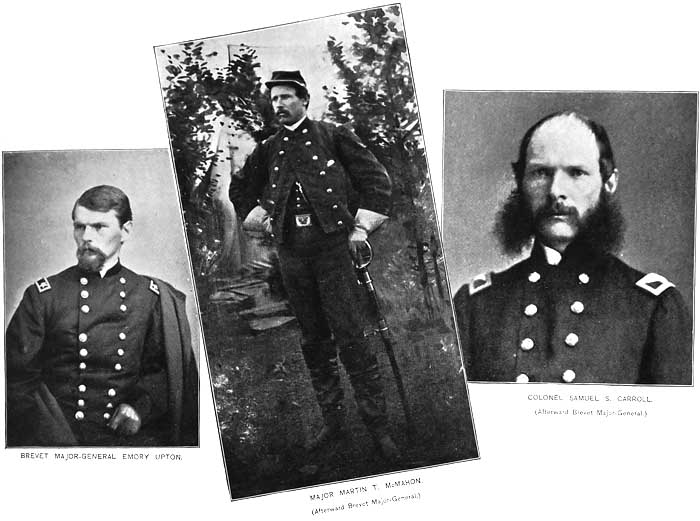 BREVET MAJOR-GENERAL EMORY UPTON.
MAJOR MARTIN T. McMAHON.
(Afterward Brevet Major-General.)
COLONEL SAMUEL S. CARROLL.
(Afterward Brevet Major-General.)